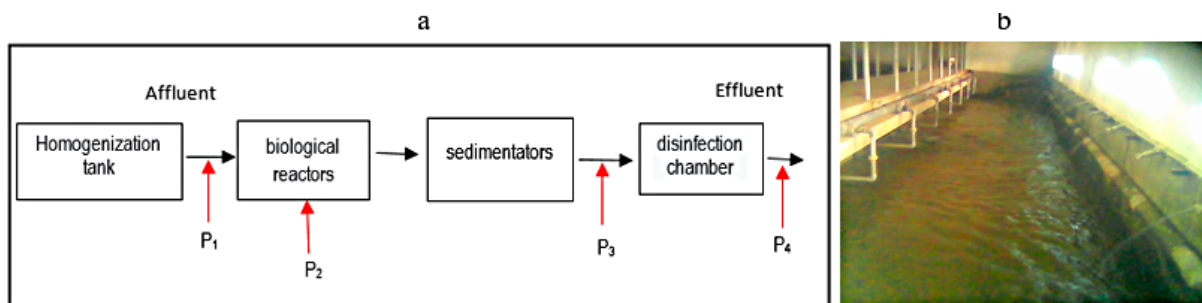 a
b
Affluent
Effluent
Homogenization
tank
biological
reactors
sedimentators
disinfection
chamber
P₁
P₂
P₃
P₄